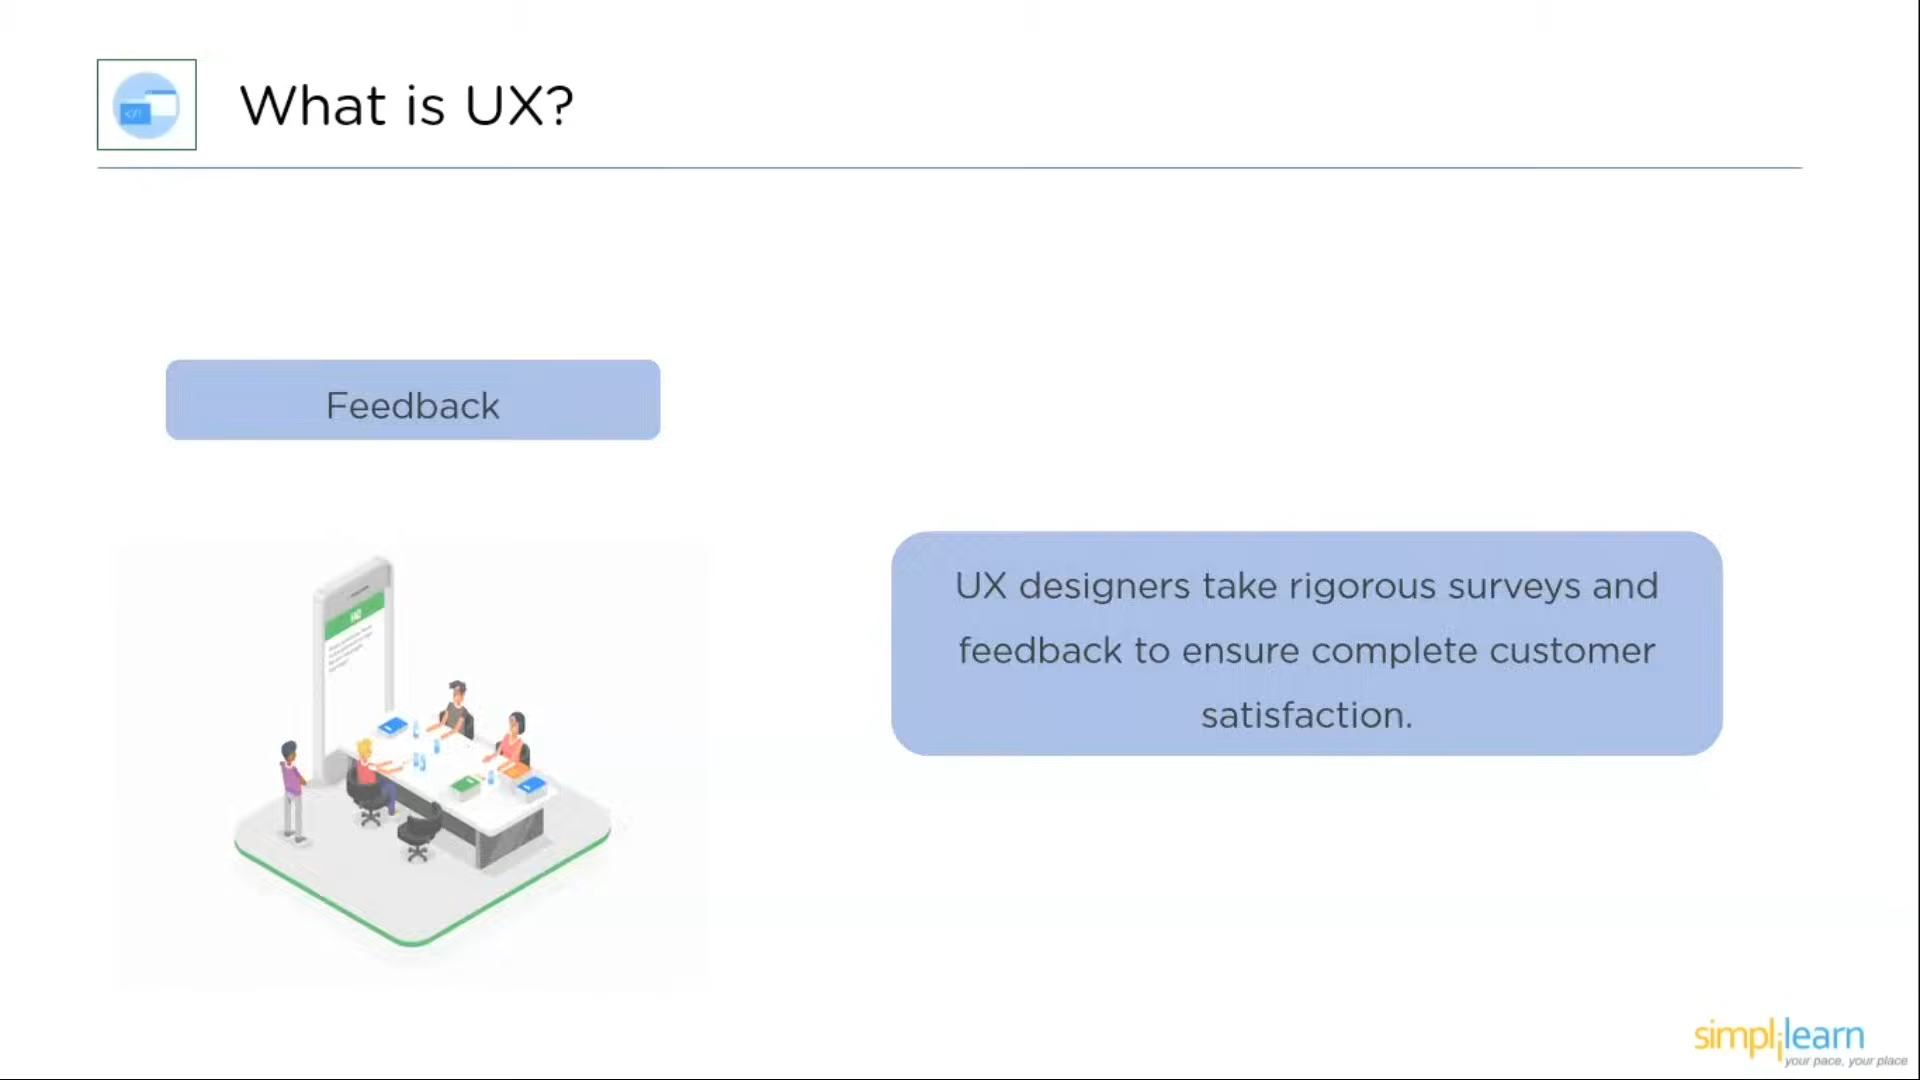 What is UX?
Feedback
UX designers take rigorous surveys and
feedback to ensure complete customer
satisfaction.
simplilearn
your pace, your place